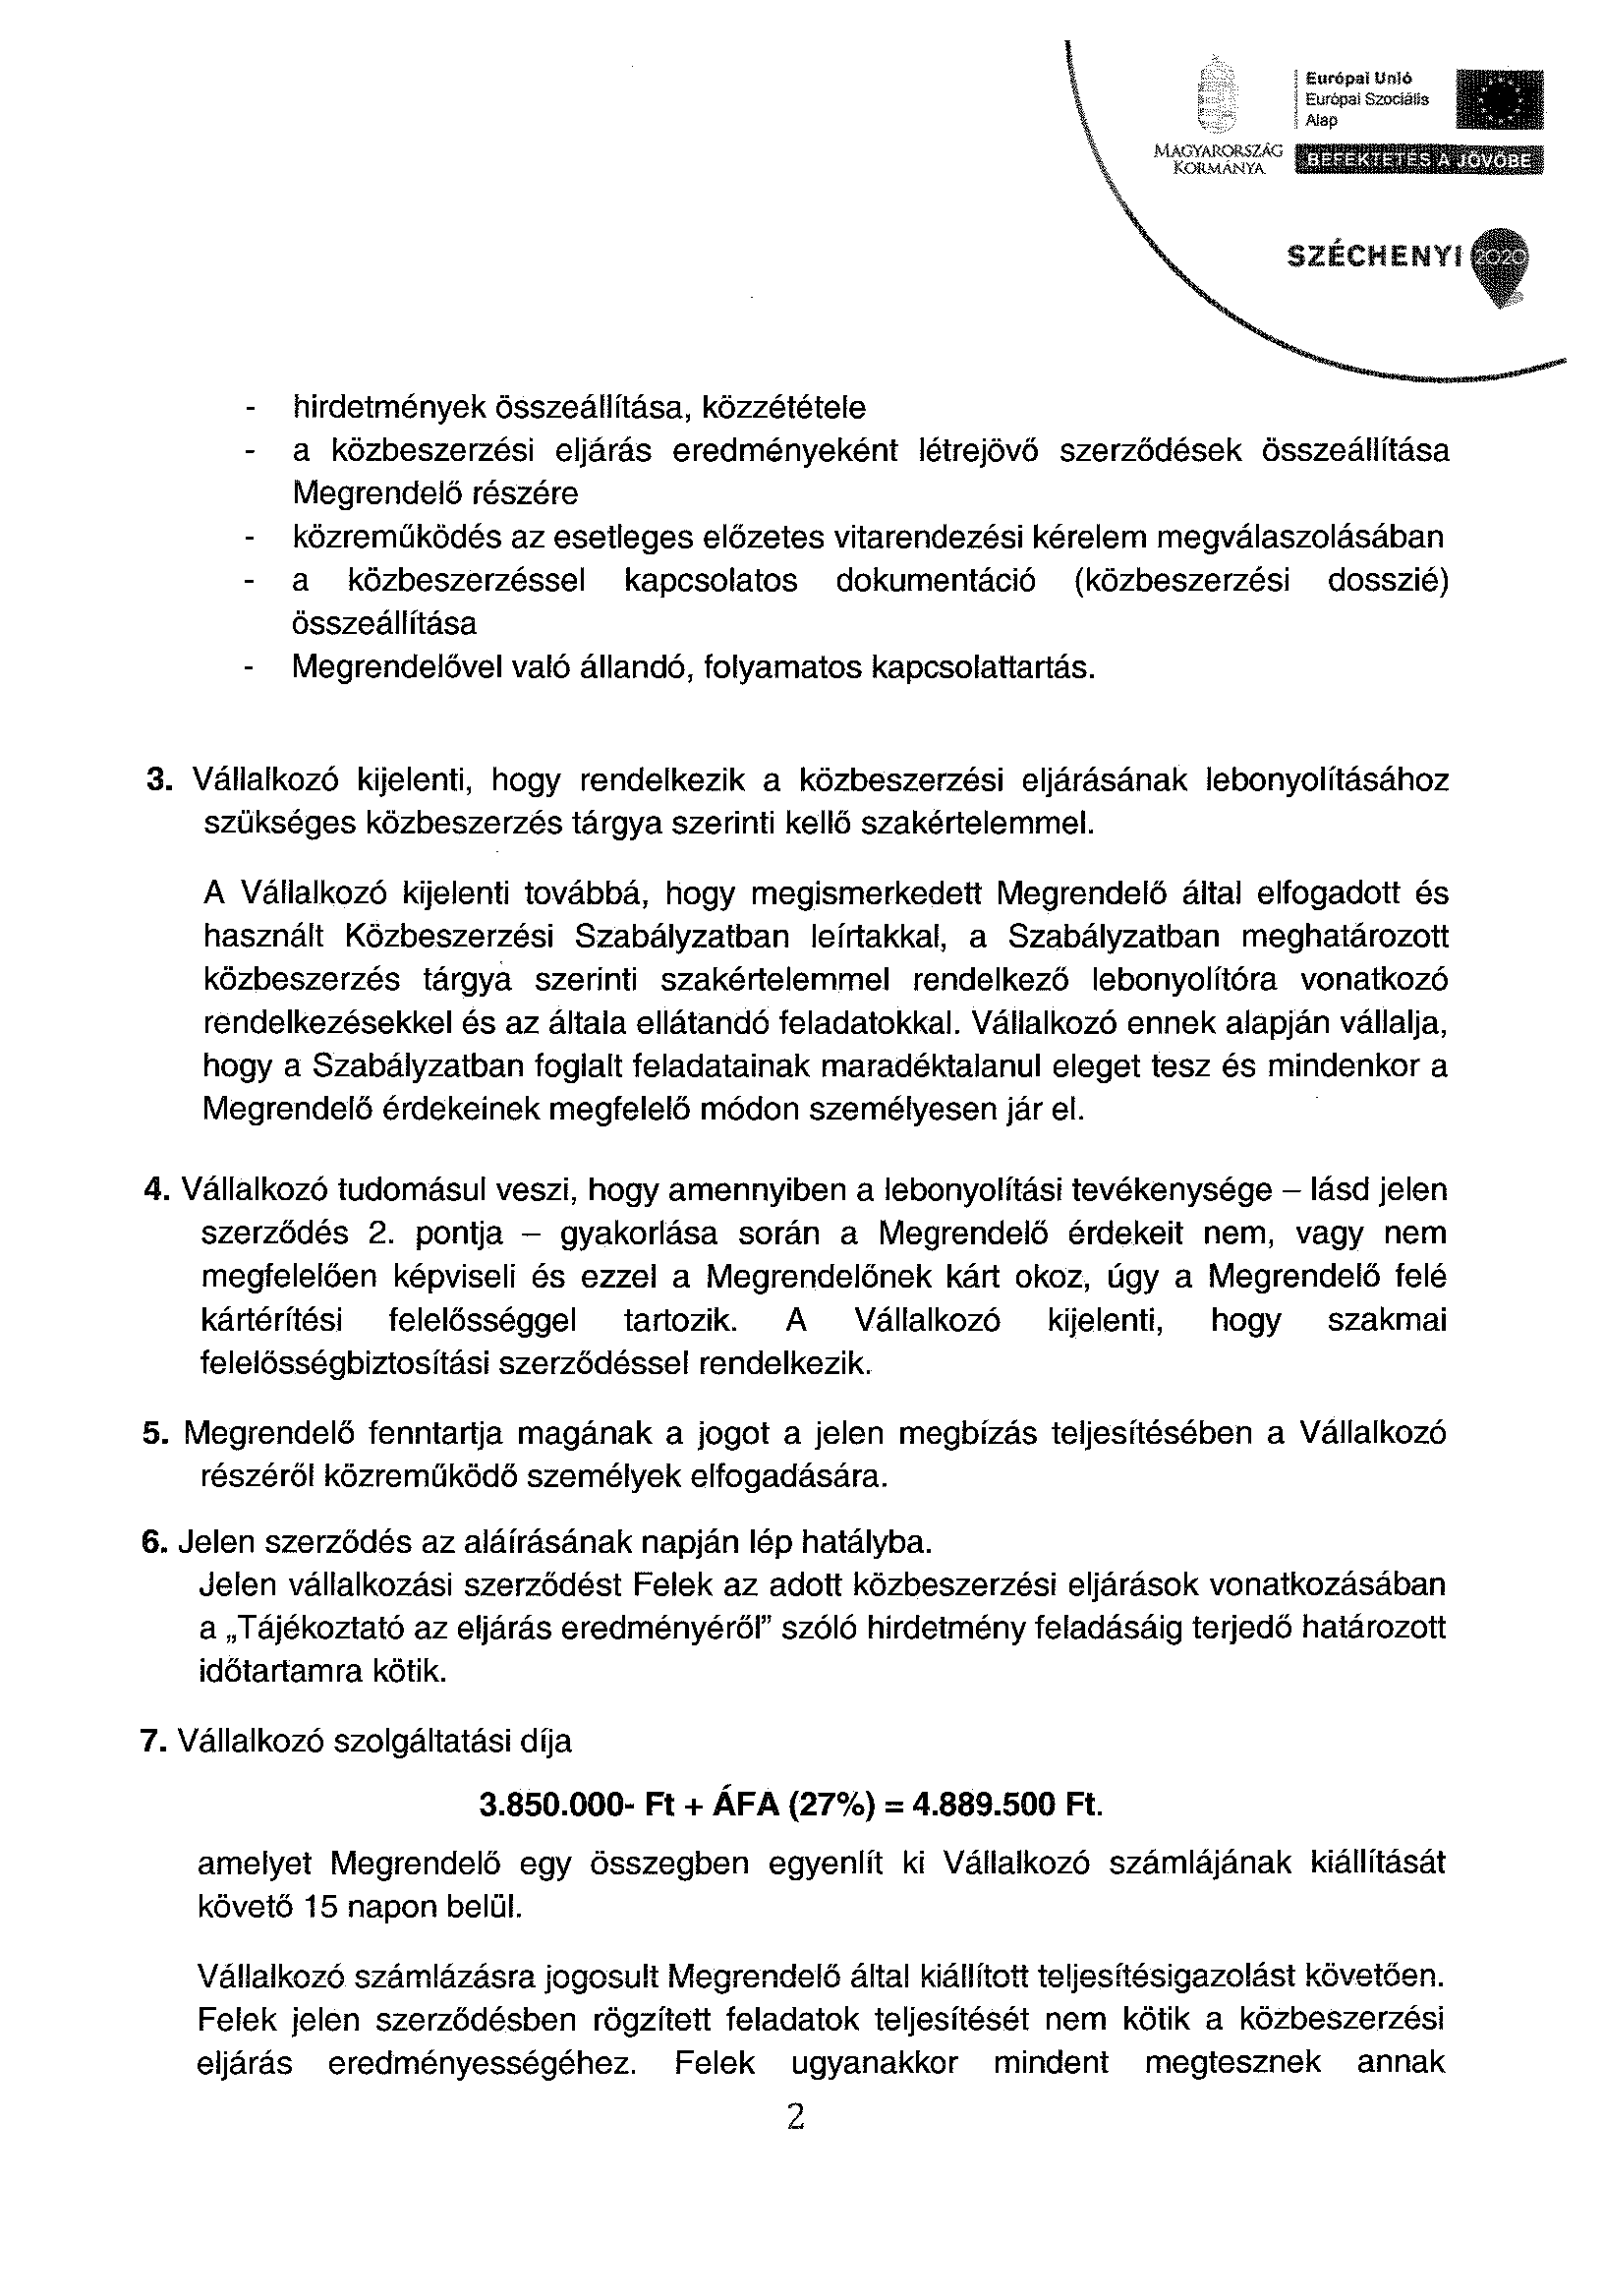 Európai Unió
Európai Szociális
Alap
MAGYARORSZÁG
KORMÁNYA
BEFEKTETÉS A JÖVŐBE
SZÉCHENYI 2020
- hirdetmények összeállítása, közzététele
- a közbeszerzési eljárás eredményeként létrejövő szerződések összeállítása
Megrendelő részére
- közreműködés az esetleges előzetes vitarendezési kérelem megválaszolásában
- a közbeszerzéssel kapcsolatos dokumentáció (közbeszerzési dosszié)
összeállítása
- Megrendelővel való állandó, folyamatos kapcsolattartás.
3. Vállalkozó kijelenti, hogy rendelkezik a közbeszerzési eljárásának lebonyolításához
szükséges közbeszerzés tárgya szerinti kellő szakértelemmel.
A Vállalkozó kijelenti továbbá, hogy megismerkedett Megrendelő által elfogadott és
használt Közbeszerzési Szabályzatban leírtakkal, a Szabályzatban meghatározott
közbeszerzés tárgya szerinti szakértelemmel rendelkező lebonyolítóra vonatkozó
rendelkezésekkel és az általa ellátandó feladatokkal. Vállalkozó ennek alapján vállalja,
hogy a Szabályzatban foglalt feladatainak maradéktalanul eleget tesz és mindenkor a
Megrendelő érdekeinek megfelelő módon személyesen jár el.
4. Vállalkozó tudomásul veszi, hogy amennyiben a lebonyolítási tevékenysége – lásd jelen
szerződés 2. pontja – gyakorlása során a Megrendelő érdekeit nem, vagy nem
megfelelően képviseli és ezzel a Megrendelőnek kárt okoz, úgy a Megrendelő felé
kártérítési felelősséggel tartozik. A Vállalkozó kijelenti, hogy szakmai
felelősségbiztosítási szerződéssel rendelkezik.
5. Megrendelő fenntartja magának a jogot a jelen megbízás teljesítésében a Vállalkozó
részéről közreműködő személyek elfogadására.
6. Jelen szerződés az aláírásának napján lép hatályba.
Jelen vállalkozási szerződést Felek az adott közbeszerzési eljárások vonatkozásában
a „Tájékoztató az eljárás eredményéről” szóló hirdetmény feladásáig terjedő határozott
időtartamra kötik.
7. Vállalkozó szolgáltatási díja
3.850.000- Ft + ÁFA (27%) = 4.889.500 Ft.
amelyet Megrendelő egy összegben egyenlít ki Vállalkozó számlájának kiállítását
követő 15 napon belül.
Vállalkozó számlázásra jogosult Megrendelő által kiállított teljesítésigazolást követően.
Felek jelen szerződésben rögzített feladatok teljesítését nem kötik a közbeszerzési
eljárás eredményességéhez. Felek ugyanakkor mindent megtesznek annak
2